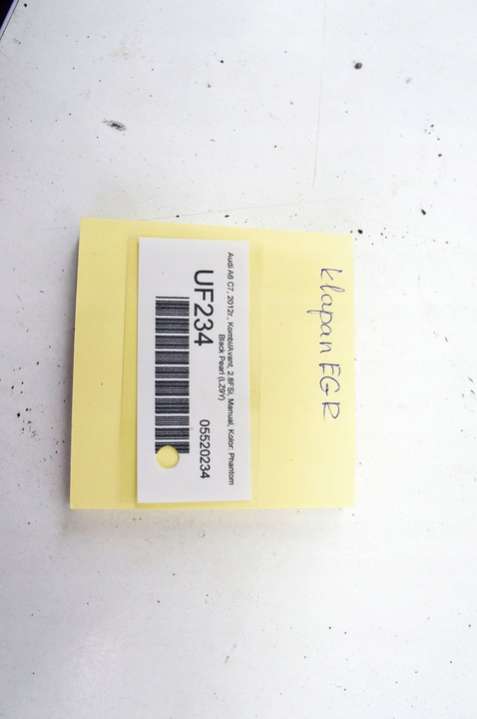 klapan EGR
Audi A6 C7, 2012r., Kombi/Avant, 2.8FSi, Manual, Kolor: Phantom
Black Pearl (LZ9Y)
UF234
05520234